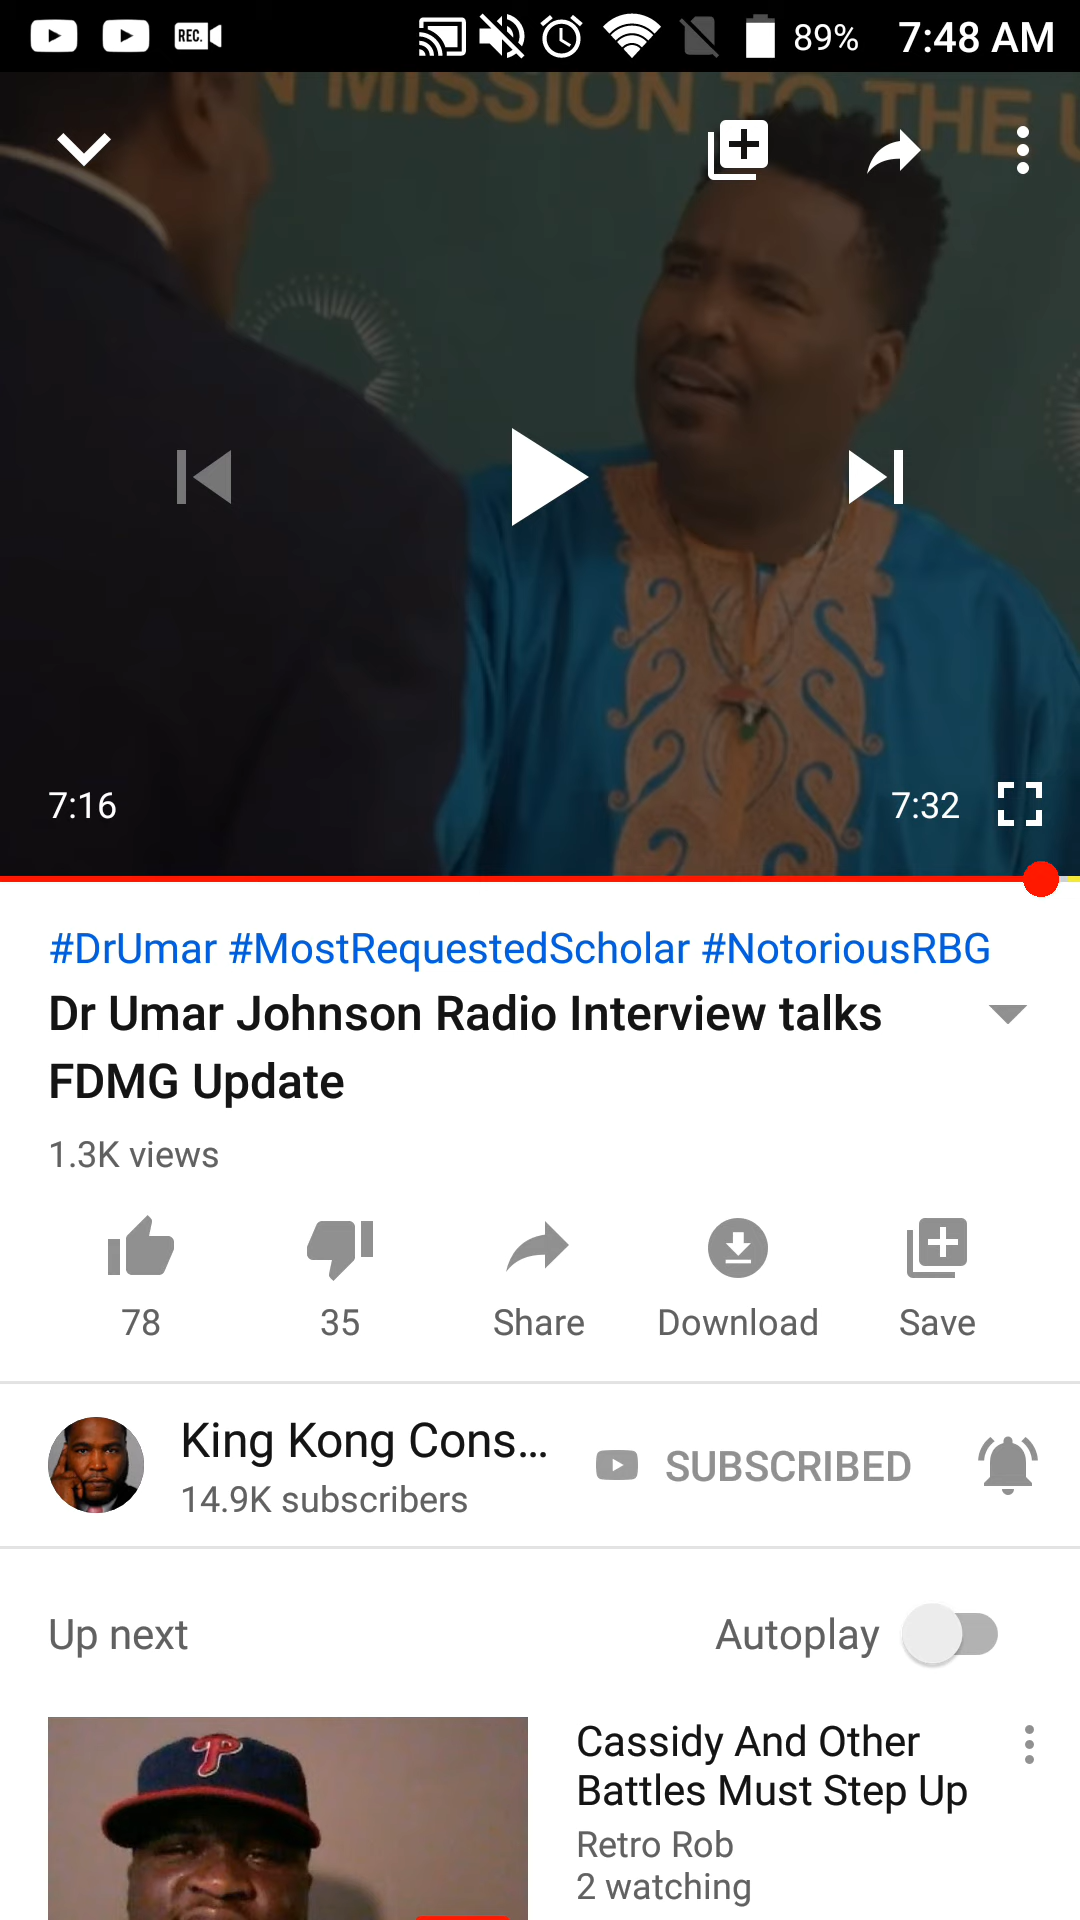 REC. 89% 7:48 AM
N MISSION TO THE U
7:16 7:32
#DrUmar #MostRequestedScholar #NotoriousRBG
Dr Umar Johnson Radio Interview talks
FDMG Update
1.3K views
78 35 Share Download Save
King Kong Cons...
14.9K subscribers
SUBSCRIBED
Up next Autoplay
P
Cassidy And Other
Battles Must Step Up
Retro Rob
2 watching